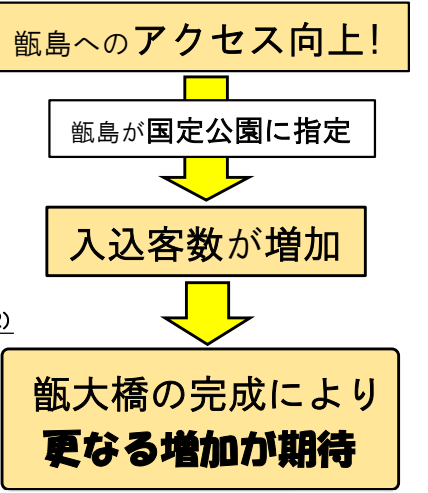 甑島へのアクセス向上!
甑島が国定公園に指定
入込客数が増加
甑大橋の完成により
更なる増加が期待